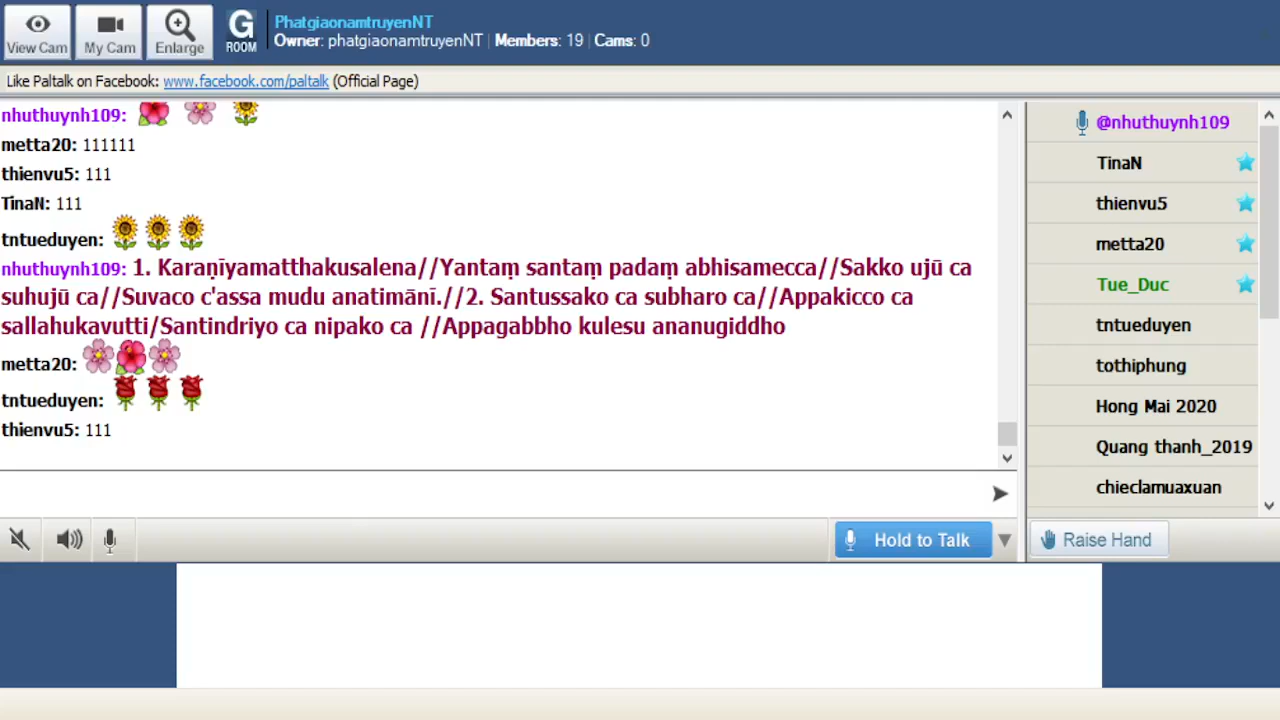 View Cam
My Cam
Enlarge
G
ROOM
PhatgiaonamtruyenNT
Owner: phatgiaonamtruyenNT | Members: 19 | Cams: 0
Like Paltalk on Facebook: www.facebook.com/paltalk (Official Page)
nhuthuynh109:
metta20: 111111
thienvu5: 111
TinaN: 111
tntueduyen:
nhuthuynh109: 1. Karaṇīyamatthakusalena//Yantaṃ santaṃ padaṃ abhisamecca//Sakko ujū ca
suhujū ca//Suvaco c'assa mudu anatimānī.//2. Santussako ca subharo ca//Appakicco ca
sallahukavutti/Santindriyo ca nipako ca //Appagabbho kulesu ananugiddho
metta20:
tntueduyen:
thienvu5: 111
Hold to Talk
@nhuthuynh109
TinaN
thienvu5
metta20
Tue_Duc
tntueduyen
tothiphung
Hong Mai 2020
Quang thanh_2019
chieclamuaxuan
Raise Hand